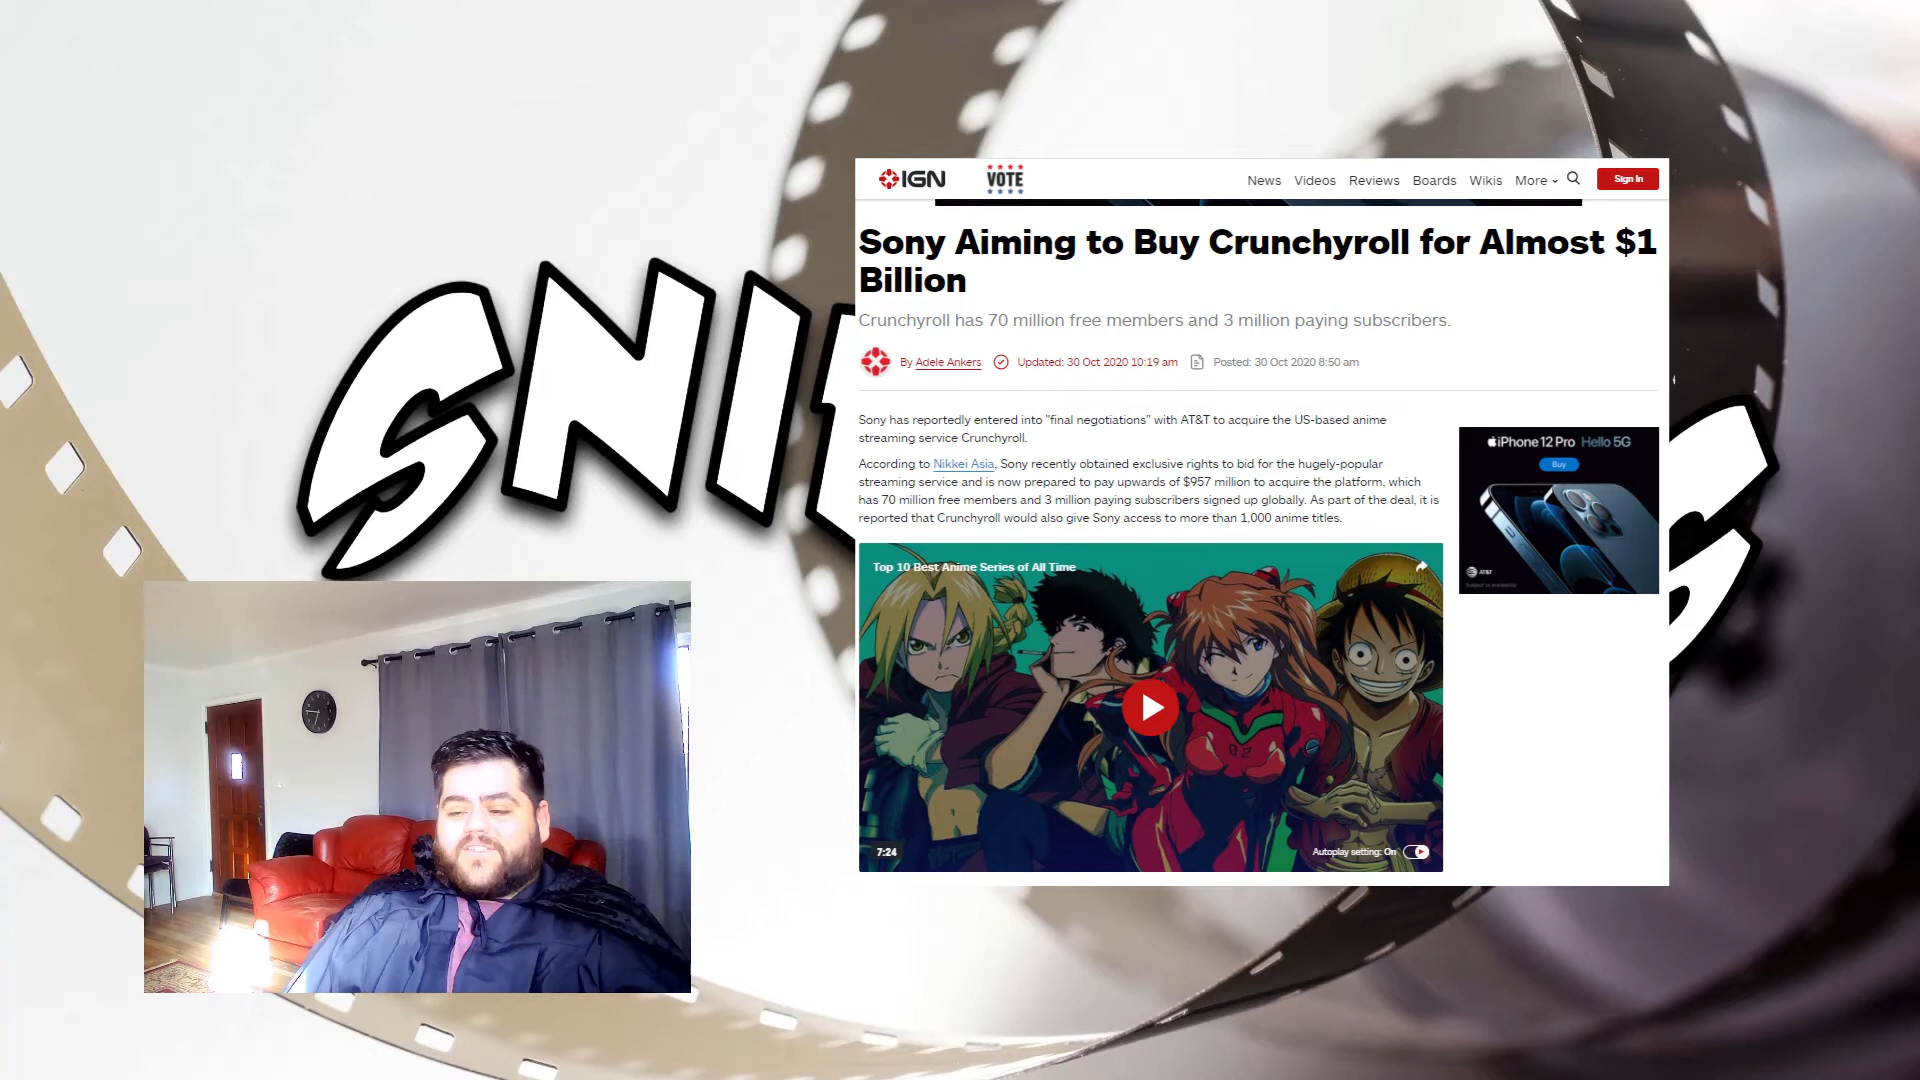 SNI
IGN
VOTE
News Videos Reviews Boards Wikis More
Sign In
Sony Aiming to Buy Crunchyroll for Almost $1
Billion
Crunchyroll has 70 million free members and 3 million paying subscribers.
By Adele Ankers Updated: 30 Oct 2020 10:19 am Posted: 30 Oct 2020 8:50 am
Sony has reportedly entered into "final negotiations" with AT&T to acquire the US-based anime
streaming service Crunchyroll.
According to Nikkei Asia, Sony recently obtained exclusive rights to bid for the hugely-popular
streaming service and is now prepared to pay upwards of $957 million to acquire the platform, which
has 70 million free members and 3 million paying subscribers signed up globally. As part of the deal, it is
reported that Crunchyroll would also give Sony access to more than 1,000 anime titles.
iPhone 12 Pro Hello 5G
Buy
AT&T
Top 10 Best Anime Series of All Time
02
7:24
Autoplay setting: On
S